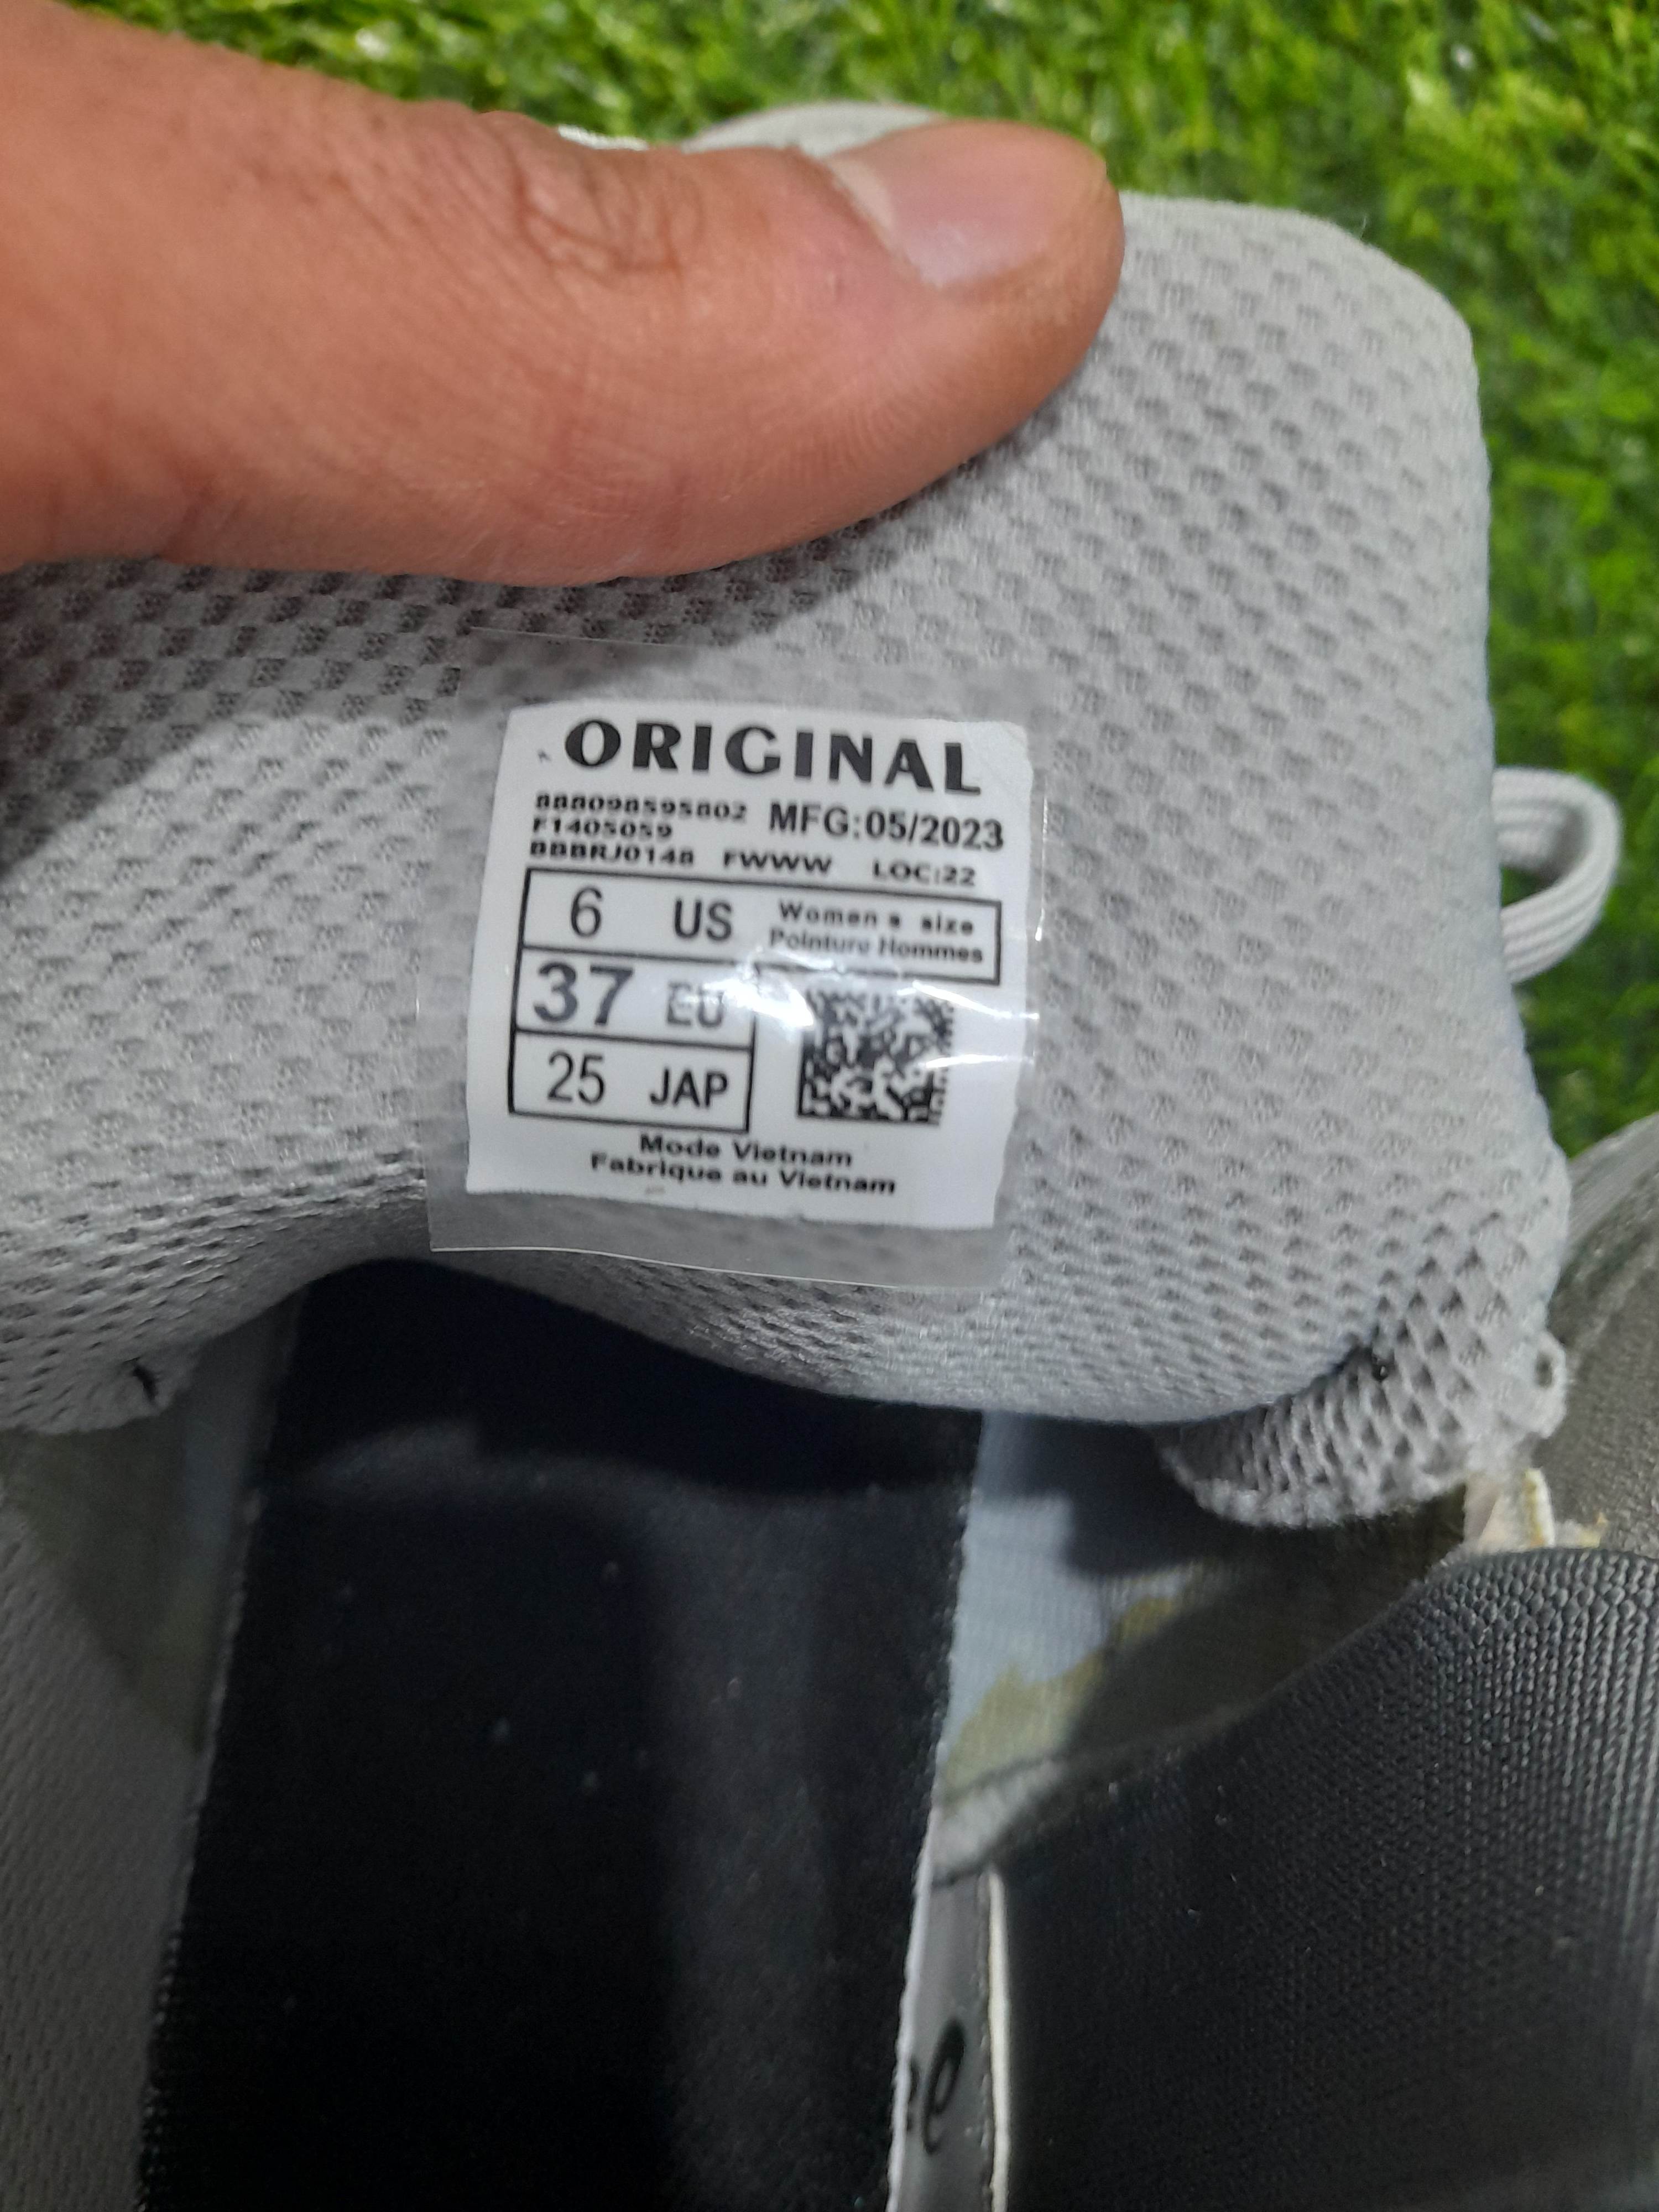 ORIGINAL
888098595802 MFG:05/2023
F1405059
BBBRJ0148 FWWW LOC:22
6 US Women s size
Pointure Hommes
37 EU
25 JAP
Mode Vietnam
Fabrique au Vietnam